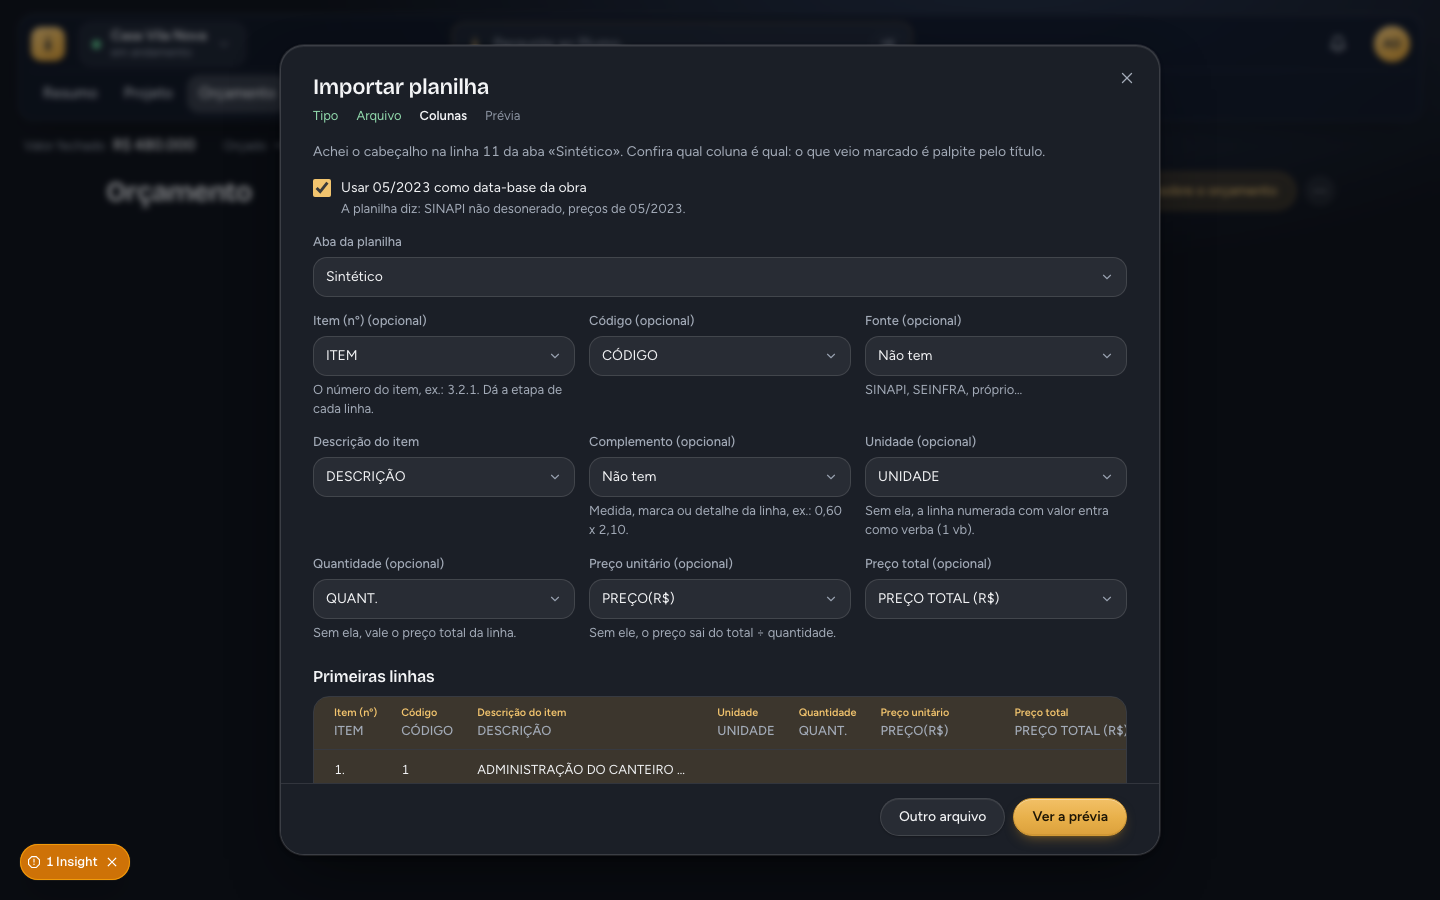 Casa Vila Nova
Resumo Projeto Orçamento
R$ 480.000
Orçamento
Importar planilha
Tipo Arquivo Colunas Prévia
Achei o cabeçalho na linha 11 da aba «Sintético». Confira qual coluna é qual: o que veio marcado é palpite pelo título.
Usar 05/2023 como data-base da obra
A planilha diz: SINAPI não desonerado, preços de 05/2023.
Aba da planilha
Sintético
Item (nº) (opcional) Código (opcional) Fonte (opcional)
ITEM CÓDIGO Não tem
O número do item, ex.: 3.2.1. Dá a etapa de SINAPI, SEINFRA, próprio...
cada linha.
Descrição do item Complemento (opcional) Unidade (opcional)
DESCRIÇÃO Não tem UNIDADE
Medida, marca ou detalhe da linha, ex.: 0,60 Sem ela, a linha numerada com valor entra
x 2,10. como verba (1 vb).
Quantidade (opcional) Preço unitário (opcional) Preço total (opcional)
QUANT. PREÇO(R$) PREÇO TOTAL (R$)
Sem ela, vale o preço total da linha. Sem ele, o preço sai do total ÷ quantidade.
Primeiras linhas
Item (nº) Código Descrição do item Unidade Quantidade Preço unitário Preço total
ITEM CÓDIGO DESCRIÇÃO UNIDADE QUANT. PREÇO(R$) PREÇO TOTAL (R$)
1. 1 ADMINISTRAÇÃO DO CANTEIRO ...
Outro arquivo Ver a prévia
1 Insight